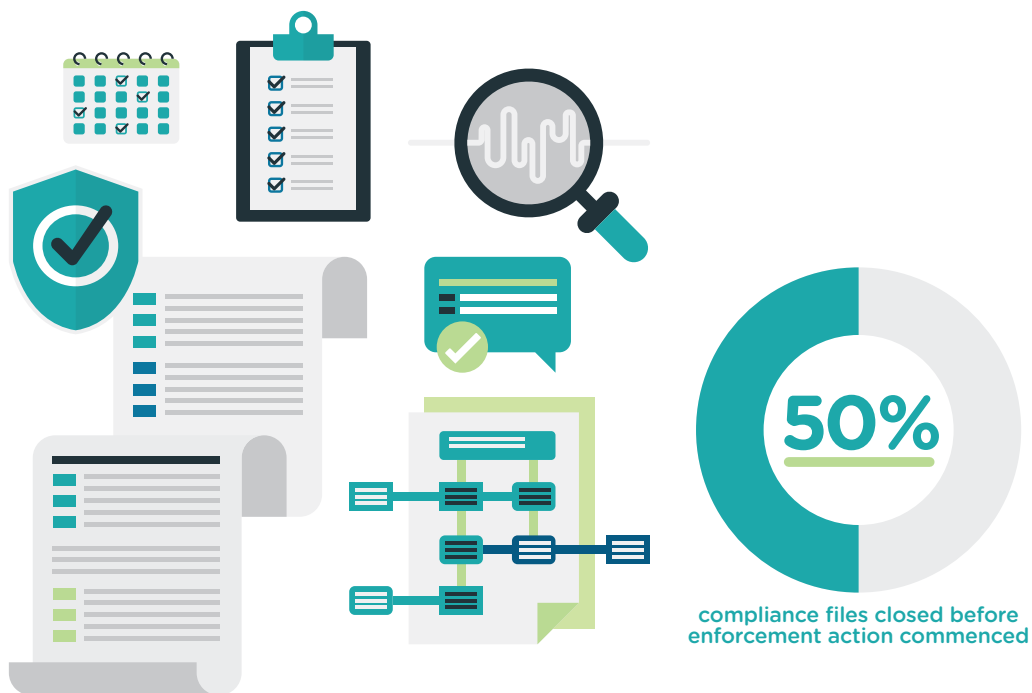 50%
compliance files closed before
enforcement action commenced